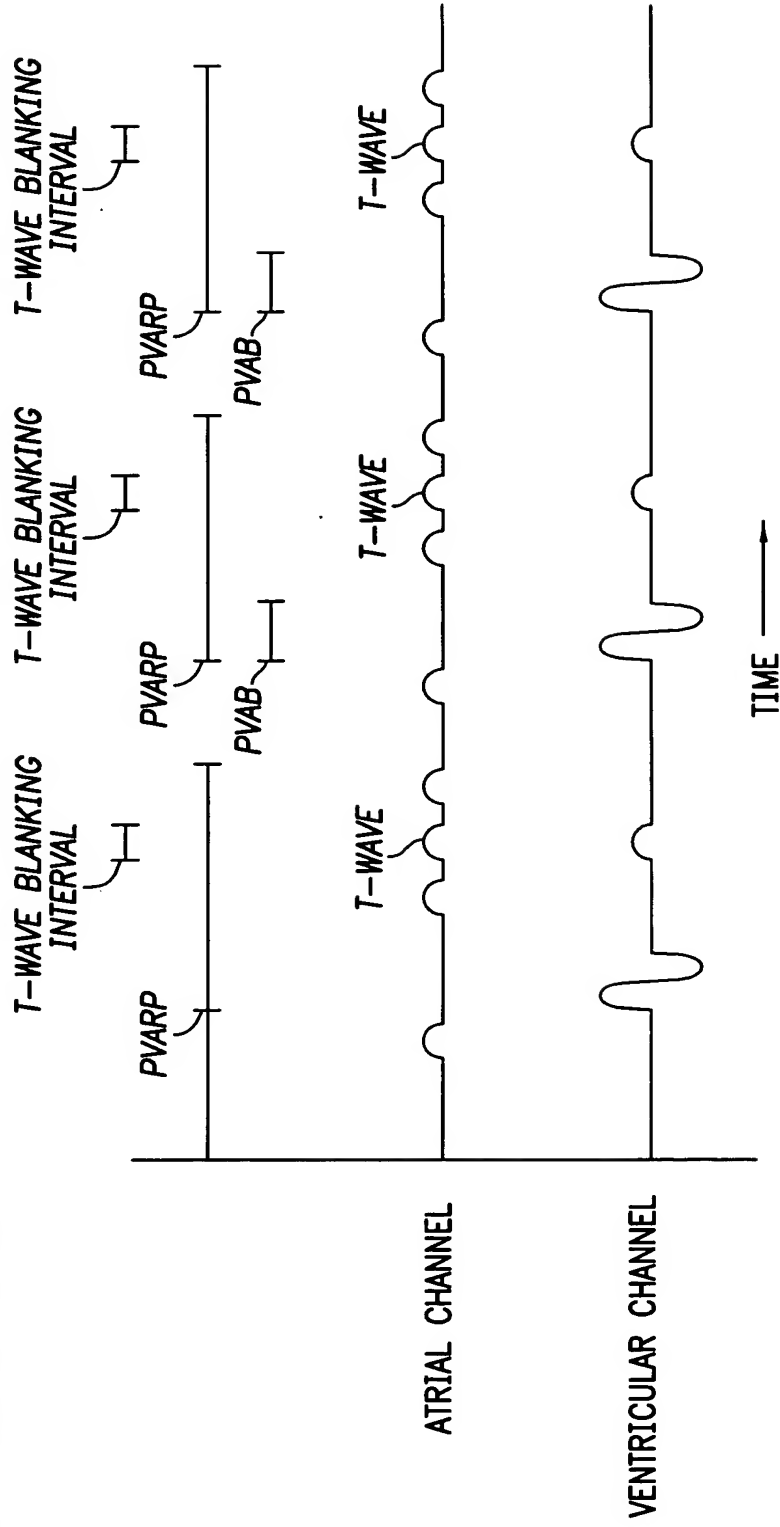 T-WAVE BLANKING
INTERVAL
T-WAVE BLANKING
INTERVAL
T-WAVE BLANKING
INTERVAL
PVARP
PVARP
PVARP
PVAB
PVAB
T-WAVE
T-WAVE
T-WAVE
ATRIAL CHANNEL
VENTRICULAR CHANNEL
TIME